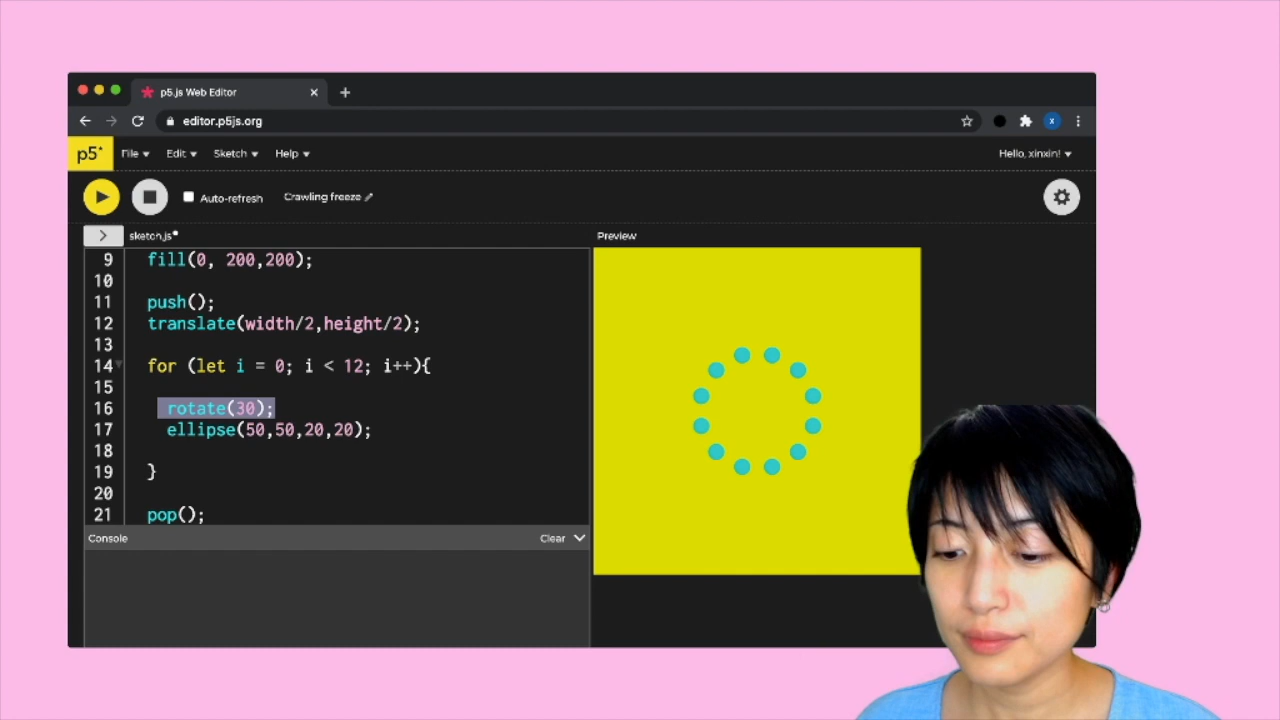 p5.js Web Editor
editor.p5js.org
X
p5* File Edit Sketch Help Hello, xinxin!
Auto-refresh Crawling freeze
sketch.js Preview
9 fill(0, 200,200);
10
11 push();
12 translate(width/2,height/2);
13
14 for (let i = 0; i < 12; i++){
15
16 rotate(30);
17 ellipse(50,50,20,20);
18
19 }
20
21 pop();
Console Clear